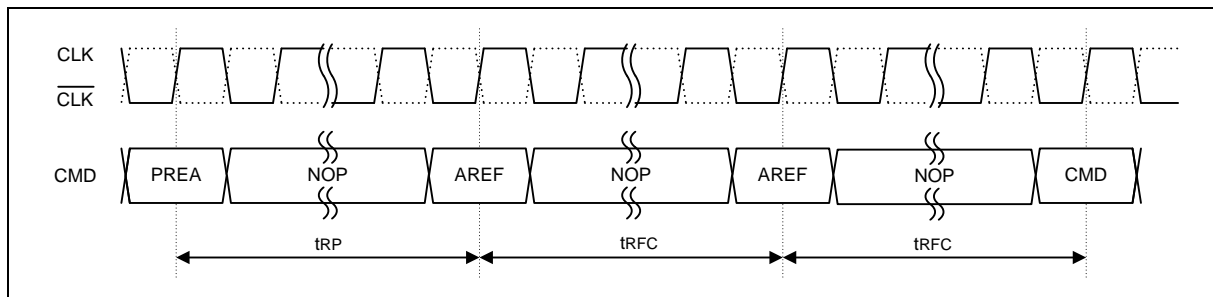 CLK
CLK
CMD PREA NOP AREF NOP AREF NOP CMD
tRP tRFC tRFC